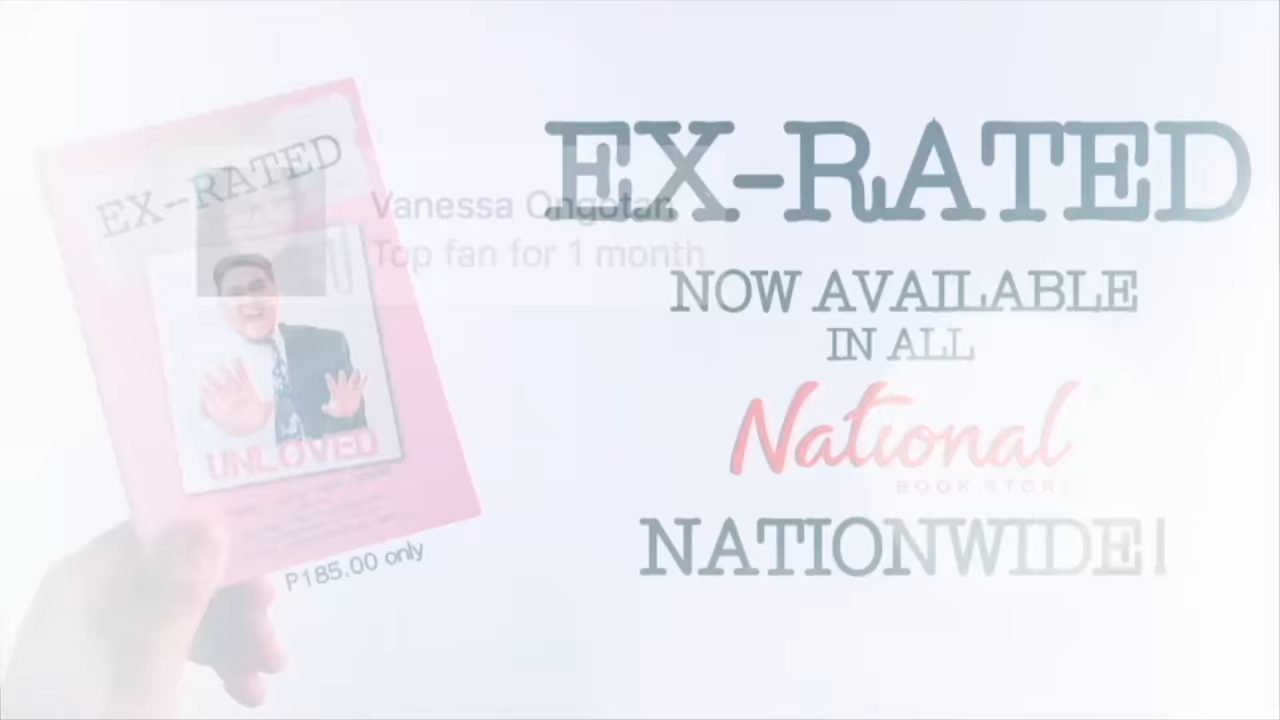 EX-RATED
UNLOVED
P185.00 only
Vanessa Ongotan
Top fan for 1 month
EX-RATED
NOW AVAILABLE
IN ALL
National
BOOK STORE
NATIONWIDE!